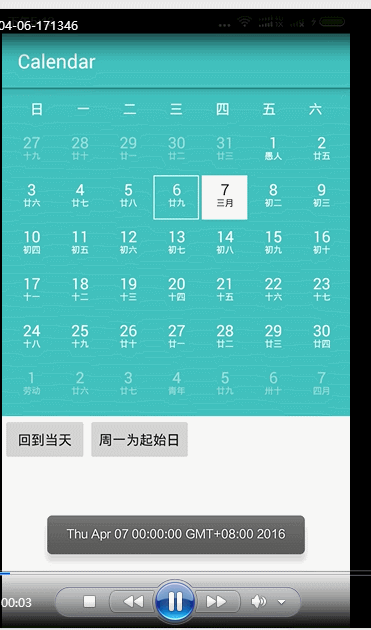 04-06-171346
Calendar
日 一 二 三 四 五 六
27 28 29 30 31 1 2
十九 廿十 廿一 廿二 廿三 愚人 廿五
3 4 5 6 7 8 9
廿六 廿七 廿八 廿九 三月 初二 初三
10 11 12 13 14 15 16
初四 初五 初六 初七 初八 初九 初十
17 18 19 20 21 22 23
十一 十二 十三 十四 十五 十六 十七
24 25 26 27 28 29 30
十八 十九 廿十 廿一 廿二 廿三 廿四
1 2 3 4 5 6 7
劳动 廿六 廿七 青年 廿九 卅十 四月
回到当天 周一为起始日
Thu Apr 07 00:00:00 GMT+08:00 2016
00:03